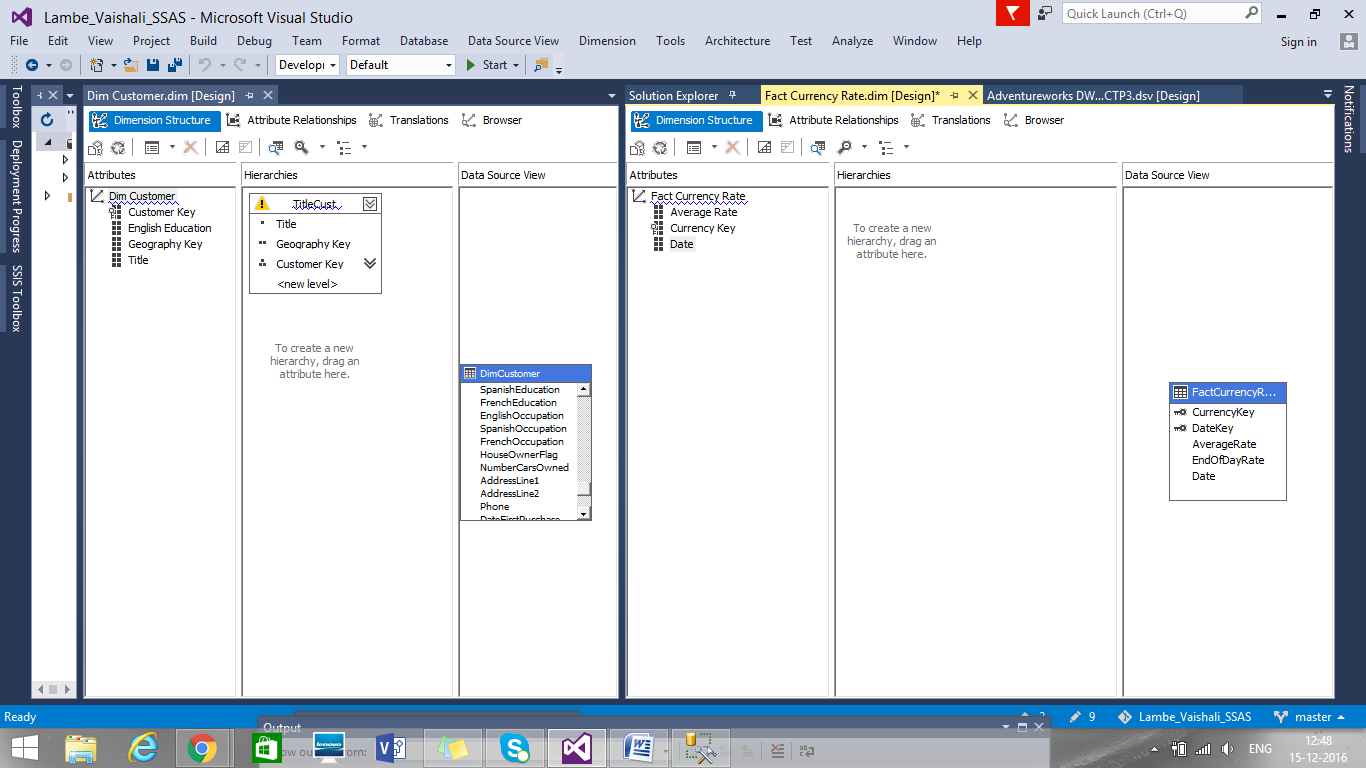 Lambe_Vaishali_SSAS - Microsoft Visual Studio
Quick Launch (Ctrl+Q)
File Edit View Project Build Debug Team Format Database Data Source View Dimension Tools Architecture Test Analyze Window Help
Sign in
Developı Default Start
Toolbox
Deployment Progress
SSIS Toolbox
Dim Customer.dim [Design]
Dimension Structure Attribute Relationships Translations Browser
Attributes
Dim Customer
Customer Key
English Education
Geography Key
Title
Hierarchies
TitleCust
Title
Geography Key
Customer Key
<new level>
To create a new
hierarchy, drag an
attribute here.
Data Source View
DimCustomer
SpanishEducation
FrenchEducation
EnglishOccupation
SpanishOccupation
FrenchOccupation
HouseOwnerFlag
NumberCarsOwned
AddressLine1
AddressLine2
Phone
DateFirstPurchase
Solution Explorer
Fact Currency Rate.dim [Design]*
Adventureworks DW...CTP3.dsv [Design]
Dimension Structure Attribute Relationships Translations Browser
Attributes
Fact Currency Rate
Average Rate
Currency Key
Date
Hierarchies
To create a new
hierarchy, drag an
attribute here.
Data Source View
FactCurrencyR...
CurrencyKey
DateKey
AverageRate
EndOfDayRate
Date
Notifications
Ready
9
Lambe_Vaishali_SSAS
master
Output
lenovo
ENG
12:48
15-12-2016